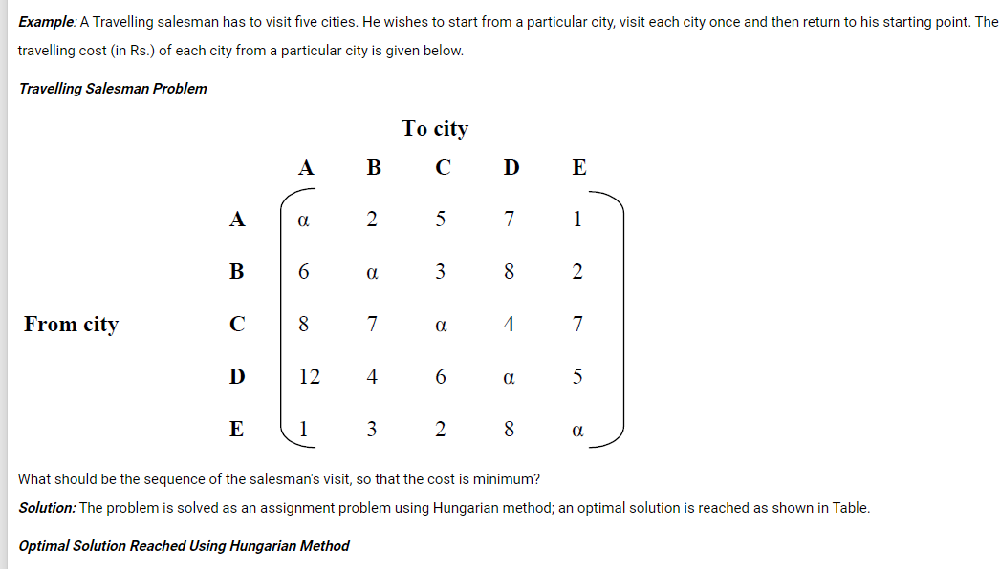 Example: A Travelling salesman has to visit five cities. He wishes to start from a particular city, visit each city once and then return to his starting point. The
travelling cost (in Rs.) of each city from a particular city is given below.
Travelling Salesman Problem
To city
A B C D E
A α 2 5 7 1
B 6 α 3 8 2
From city C 8 7 α 4 7
D 12 4 6 α 5
E 1 3 2 8 α
What should be the sequence of the salesman's visit, so that the cost is minimum?
Solution: The problem is solved as an assignment problem using Hungarian method; an optimal solution is reached as shown in Table.
Optimal Solution Reached Using Hungarian Method